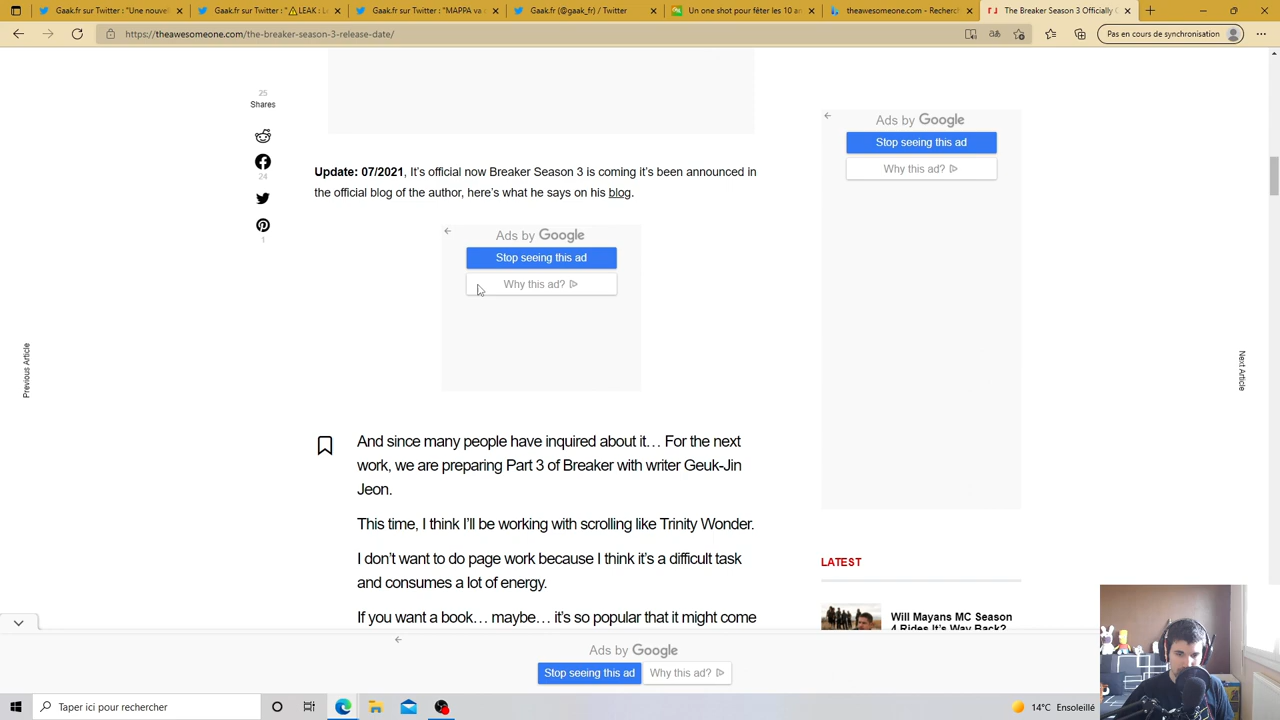 Gaak.fr sur Twitter : "Une nouvel
Gaak.fr sur Twitter : "⚠LEAK : Le
Gaak.fr sur Twitter : "MAPPA va c
Gaak.fr (@gaak_fr) / Twitter
Un one shot pour fêter les 10 an
theawesomeone.com - Recherch
The Breaker Season 3 Officially C
https://theawesomeone.com/the-breaker-season-3-release-date/
Pas en cours de synchronisation
25
Shares
24
1
Update: 07/2021, It's official now Breaker Season 3 is coming it's been announced in
the official blog of the author, here's what he says on his blog.
Ads by Google
Stop seeing this ad
Why this ad?
Ads by Google
Stop seeing this ad
Why this ad?
Previous Article
Next Article
And since many people have inquired about it… For the next
work, we are preparing Part 3 of Breaker with writer Geuk-Jin
Jeon.
This time, I think I'll be working with scrolling like Trinity Wonder.
I don't want to do page work because I think it's a difficult task
and consumes a lot of energy.
If you want a book… maybe… it's so popular that it might come
LATEST
Will Mayans MC Season
4 Rides It's Way Back?
Ads by Google
Stop seeing this ad
Why this ad?
Taper ici pour rechercher
14°C Ensoleillé